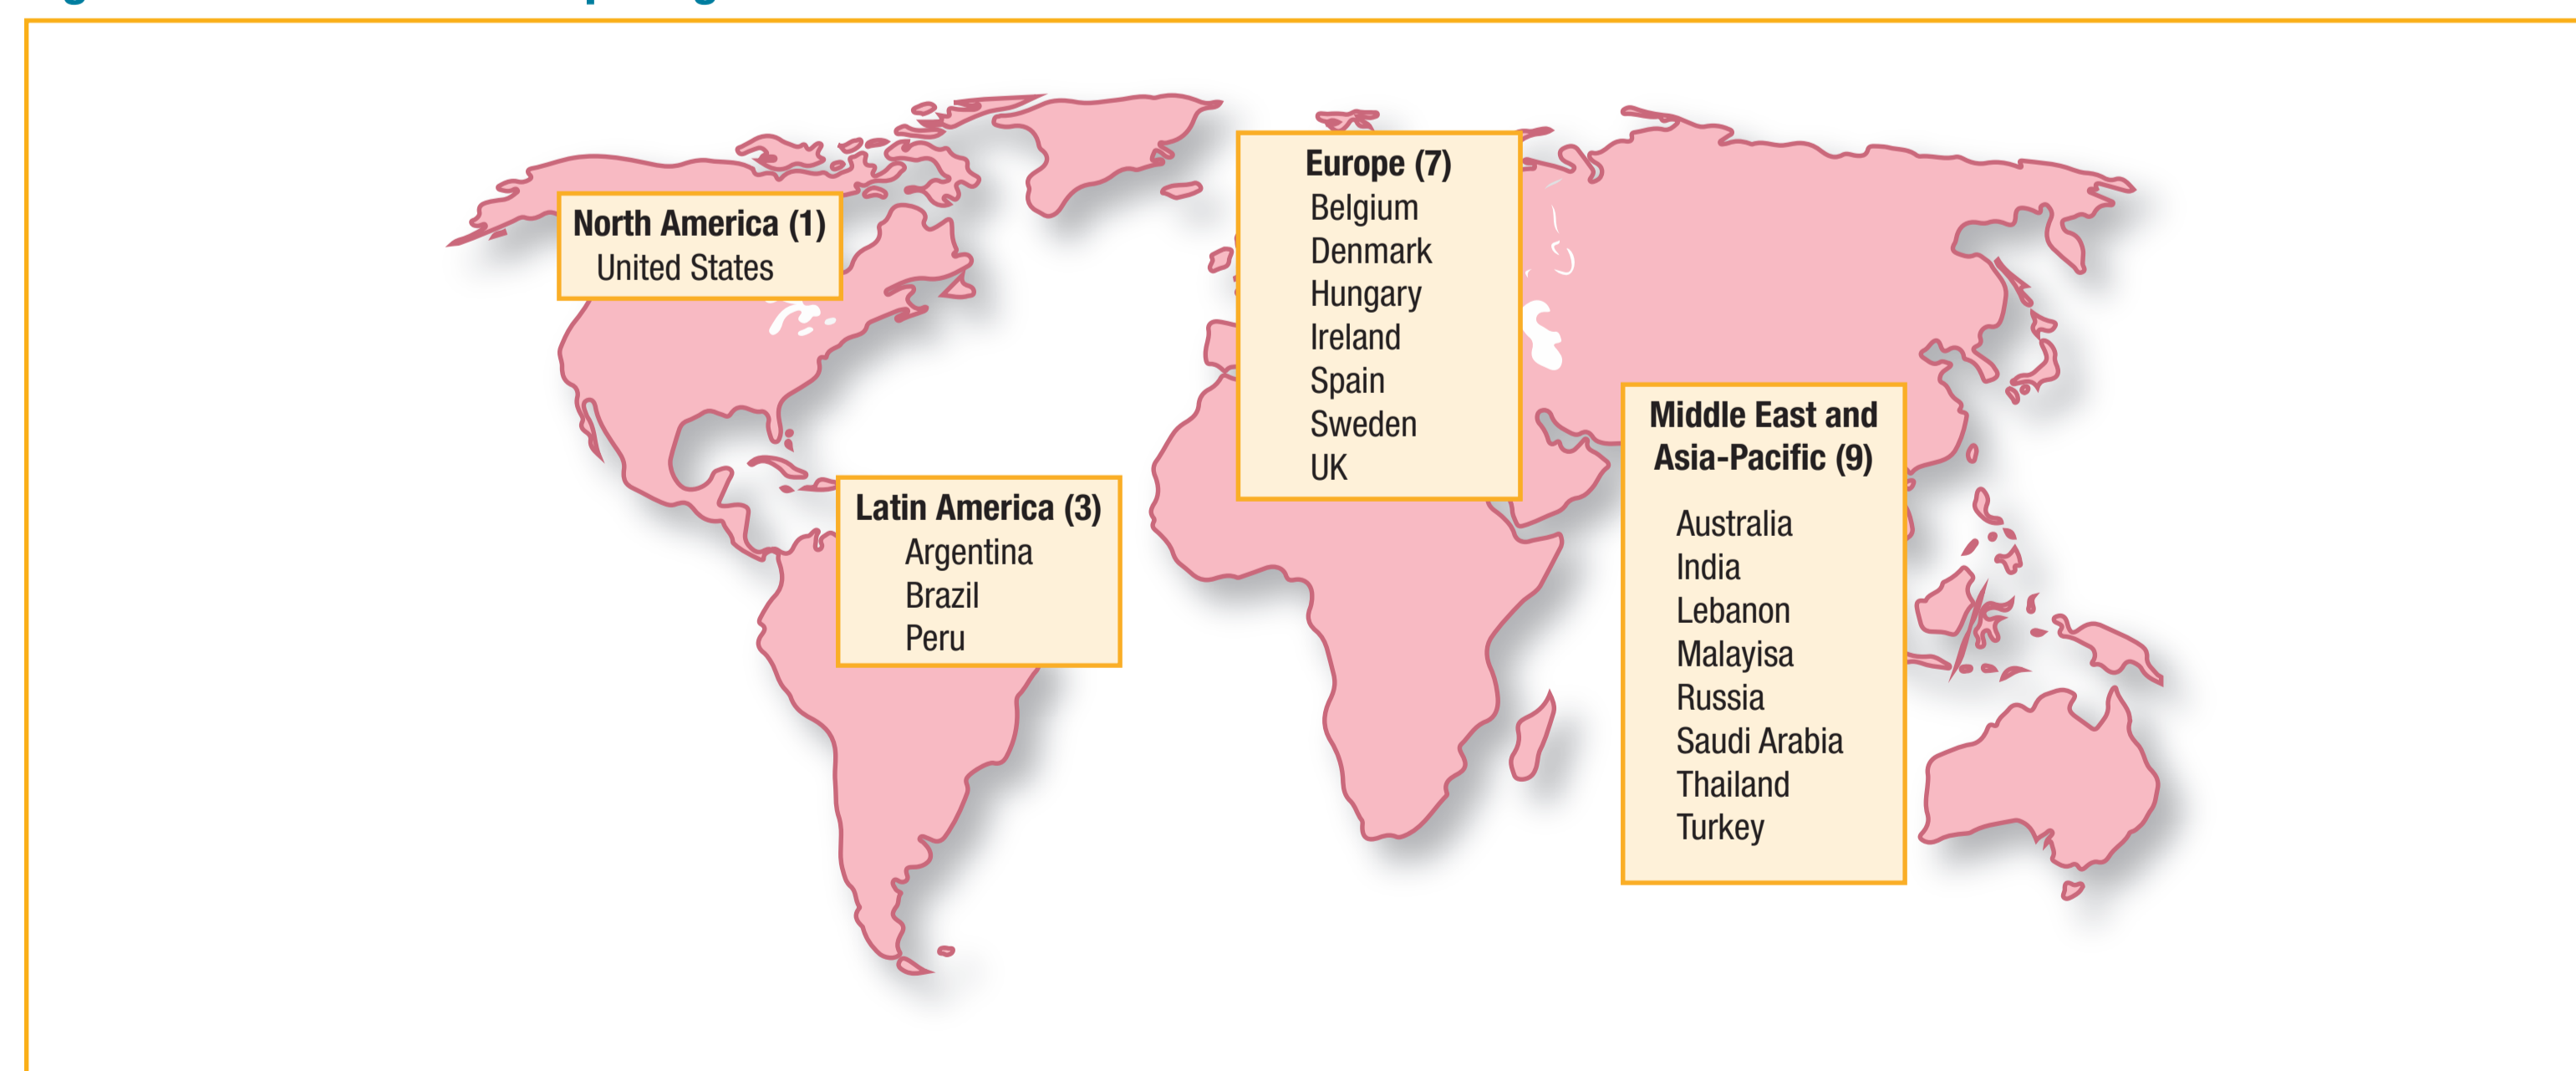 North America (1)
United States
Latin America (3)
Argentina
Brazil
Peru
Europe (7)
Belgium
Denmark
Hungary
Ireland
Spain
Sweden
UK
Middle East and
Asia-Pacific (9)
Australia
India
Lebanon
Malayisa
Russia
Saudi Arabia
Thailand
Turkey